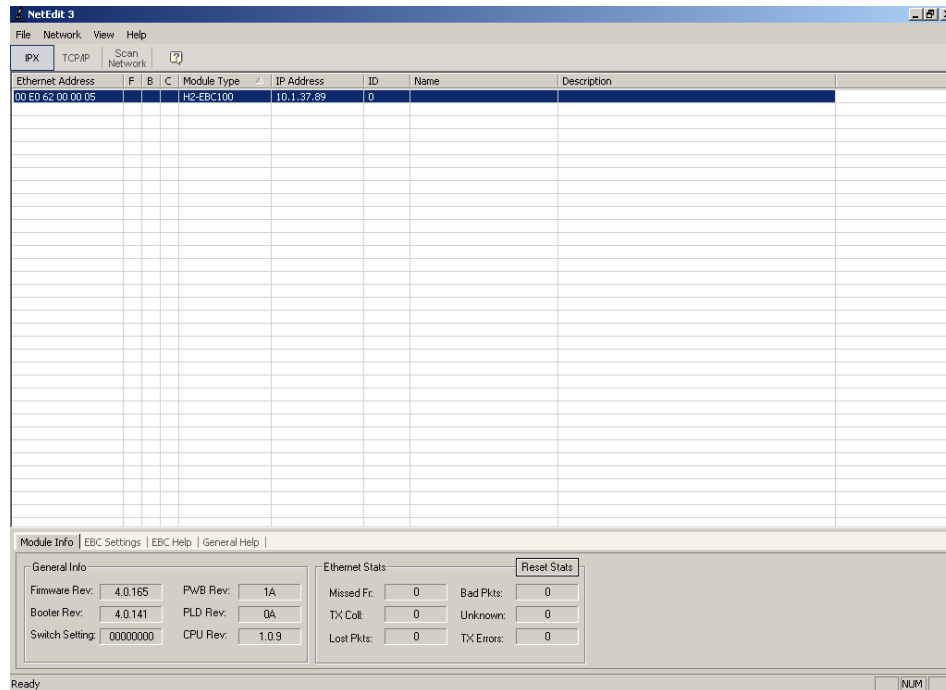 NetEdit 3
File Network View Help
IPX TCP/IP Scan Network
Ethernet Address F B C Module Type IP Address ID Name Description
00 E0 62 00 00 05 H2-EBC100 10.1.37.89 0
Module Info EBC Settings EBC Help General Help
General Info Ethernet Stats Reset Stats
Firmware Rev: 4.0.165 PWB Rev: 1A Missed Fr: 0 Bad Pkts: 0
Booter Rev: 4.0.141 PLD Rev: 0A TX Coll: 0 Unknown: 0
Switch Setting: 00000000 CPU Rev: 1.0.9 Lost Pkts: 0 TX Errors: 0
Ready NUM